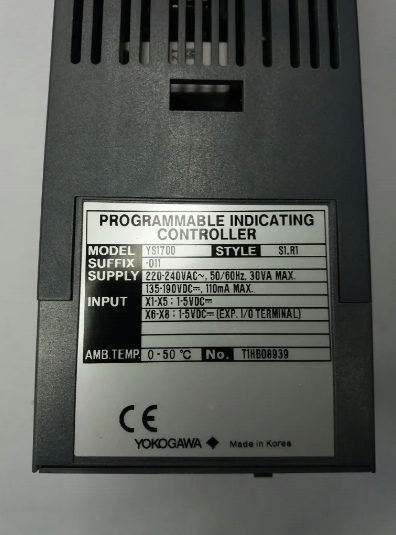 PROGRAMMABLE INDICATING
CONTROLLER
MODEL YS1700 STYLE S1.R1
SUFFIX -011
SUPPLY 220-240VAC~, 50/60Hz, 30VA MAX.
135-190VDC⎓, 110mA MAX.
INPUT X1-X5 : 1-5VDC⎓
X6-X8 : 1-5VDC⎓ (EXP. I/O TERMINAL)
AMB.TEMP. 0-50 °C No. T1HB08939
CE
YOKOGAWA ◆ Made in Korea